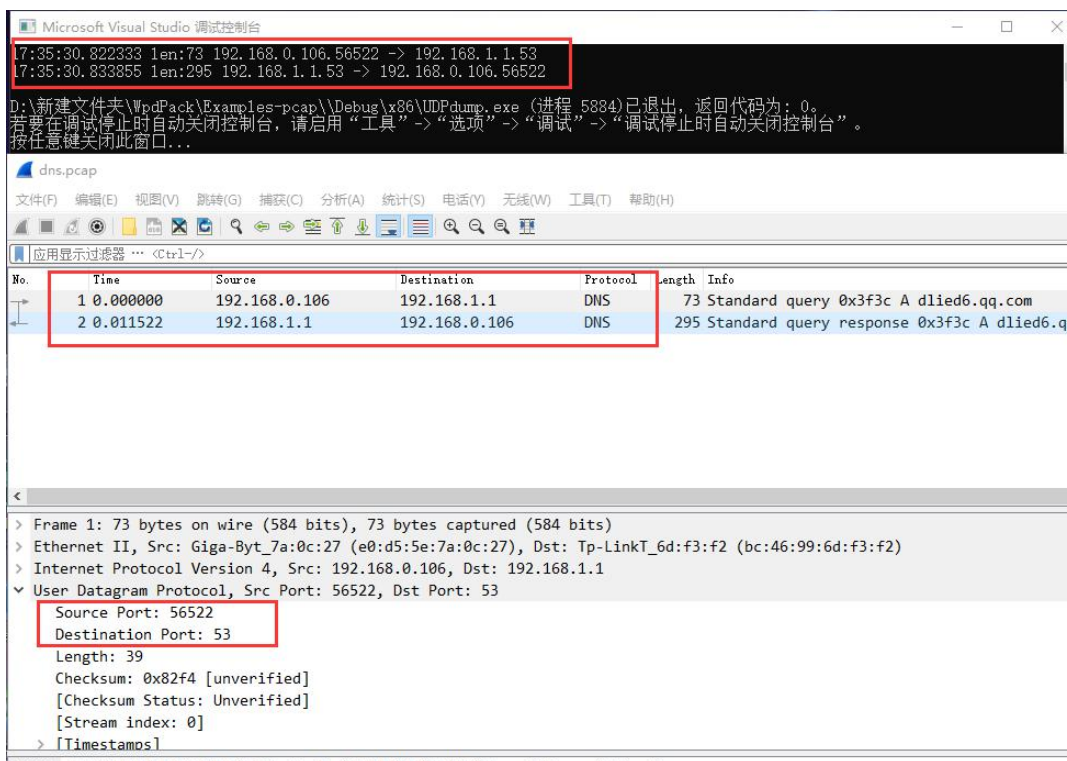 Microsoft Visual Studio 调试控制台
17:35:30.822333 len:73 192.168.0.106.56522 -> 192.168.1.1.53
17:35:30.833855 len:295 192.168.1.1.53 -> 192.168.0.106.56522
D:\新建文件夹\WpdPack\Examples-pcap\\Debug\x86\UDPdump.exe (进程 5884)已退出，返回代码为: 0。
若要在调试停止时自动关闭控制台，请启用“工具”->“选项”->“调试”->“调试停止时自动关闭控制台”。
按任意键关闭此窗口...
dns.pcap
文件(F) 编辑(E) 视图(V) 跳转(G) 捕获(C) 分析(A) 统计(S) 电话(Y) 无线(W) 工具(T) 帮助(H)
应用显示过滤器 … <Ctrl-/>
No. Time Source Destination Protocol Length Info
1 0.000000 192.168.0.106 192.168.1.1 DNS 73 Standard query 0x3f3c A dlied6.qq.com
2 0.011522 192.168.1.1 192.168.0.106 DNS 295 Standard query response 0x3f3c A dlied6.q
> Frame 1: 73 bytes on wire (584 bits), 73 bytes captured (584 bits)
> Ethernet II, Src: Giga-Byt_7a:0c:27 (e0:d5:5e:7a:0c:27), Dst: Tp-LinkT_6d:f3:f2 (bc:46:99:6d:f3:f2)
> Internet Protocol Version 4, Src: 192.168.0.106, Dst: 192.168.1.1
User Datagram Protocol, Src Port: 56522, Dst Port: 53
Source Port: 56522
Destination Port: 53
Length: 39
Checksum: 0x82f4 [unverified]
[Checksum Status: Unverified]
[Stream index: 0]
> [Timestamps]